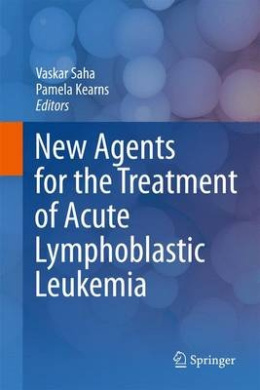 Vaskar Saha
Pamela Kearns
Editors
New Agents
for the Treatment
of Acute
Lymphoblastic
Leukemia
Springer